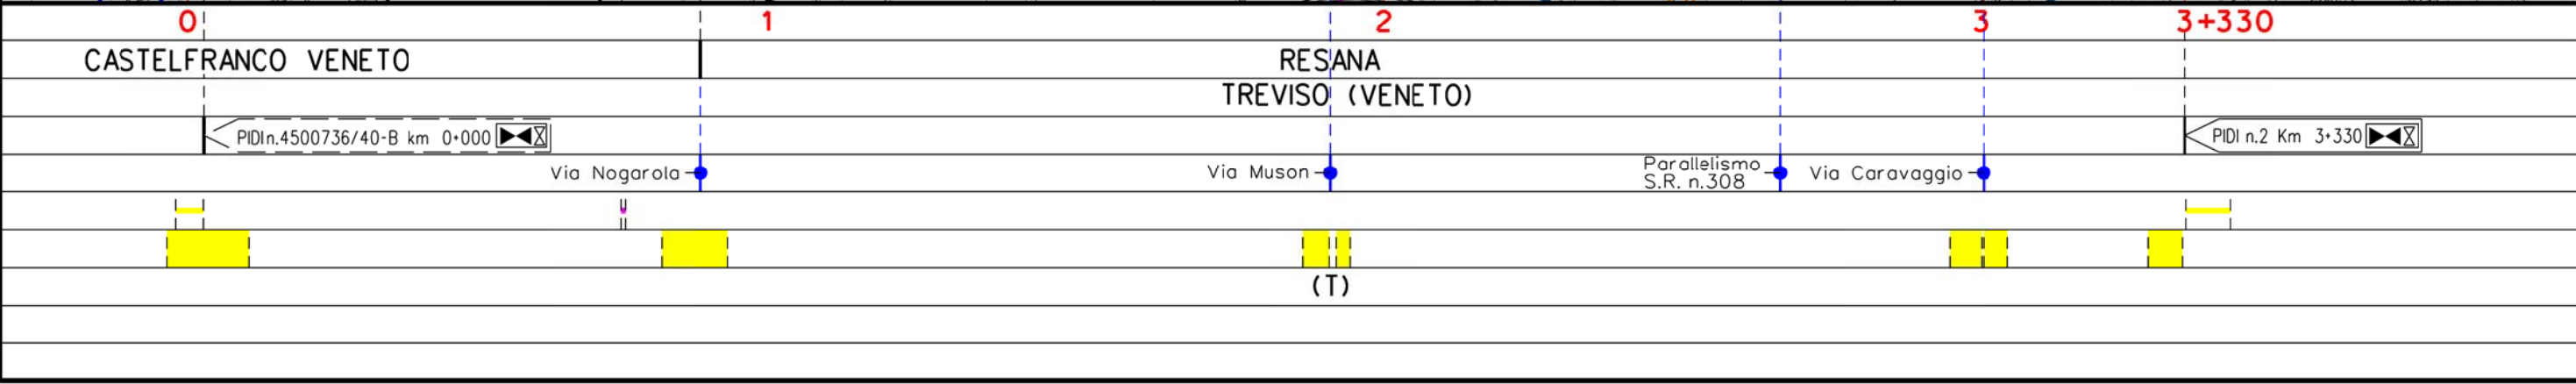 0 1 2 3 3+330
CASTELFRANCO VENETO RESANA
TREVISO (VENETO)
PIDI n.4500736/40-B km 0+000 PIDI n.2 Km 3+330
Via Nogarola Via Muson Parallelismo
S.R. n.308 Via Caravaggio
(T)